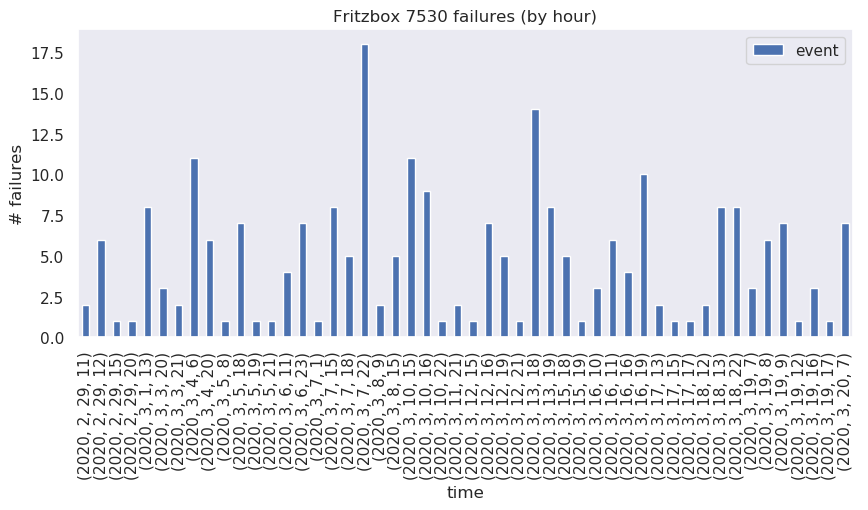 Fritzbox 7530 failures (by hour)
event
# failures
17.5
15.0
12.5
10.0
7.5
5.0
2.5
0.0
(2020, 2, 29, 11)
(2020, 2, 29, 12)
(2020, 2, 29, 15)
(2020, 2, 29, 20)
(2020, 3, 1, 13)
(2020, 3, 3, 20)
(2020, 3, 3, 21)
(2020, 3, 4, 6)
(2020, 3, 4, 20)
(2020, 3, 5, 8)
(2020, 3, 5, 18)
(2020, 3, 5, 19)
(2020, 3, 5, 21)
(2020, 3, 6, 11)
(2020, 3, 6, 23)
(2020, 3, 7, 1)
(2020, 3, 7, 15)
(2020, 3, 7, 18)
(2020, 3, 7, 22)
(2020, 3, 8, 9)
(2020, 3, 8, 15)
(2020, 3, 10, 15)
(2020, 3, 10, 16)
(2020, 3, 10, 22)
(2020, 3, 11, 21)
(2020, 3, 12, 15)
(2020, 3, 12, 16)
(2020, 3, 12, 19)
(2020, 3, 12, 21)
(2020, 3, 13, 18)
(2020, 3, 13, 19)
(2020, 3, 15, 18)
(2020, 3, 15, 19)
(2020, 3, 16, 10)
(2020, 3, 16, 11)
(2020, 3, 16, 16)
(2020, 3, 16, 19)
(2020, 3, 17, 13)
(2020, 3, 17, 15)
(2020, 3, 17, 17)
(2020, 3, 18, 12)
(2020, 3, 18, 13)
(2020, 3, 18, 22)
(2020, 3, 19, 7)
(2020, 3, 19, 8)
(2020, 3, 19, 9)
(2020, 3, 19, 12)
(2020, 3, 19, 16)
(2020, 3, 19, 17)
(2020, 3, 20, 7)
time